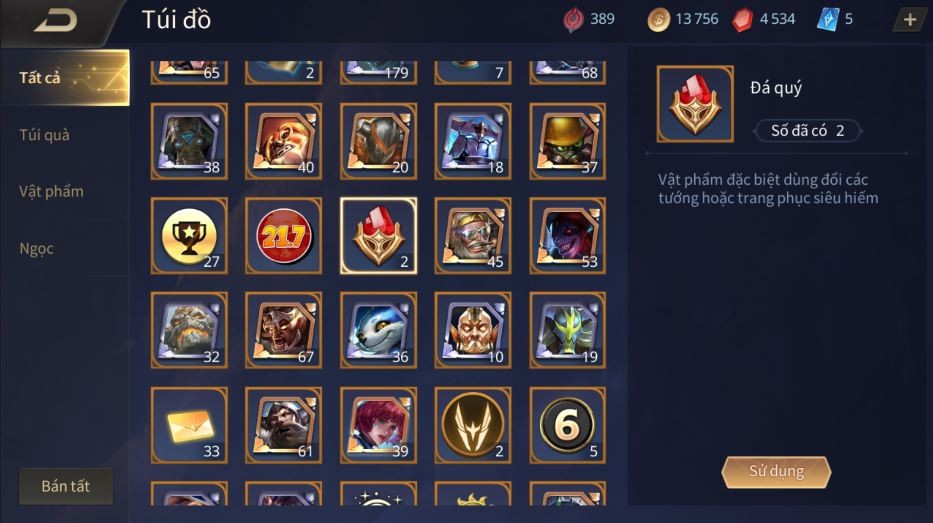 Túi đồ
389
13 756
4 534
5
+
Tất cả
Túi quà
Vật phẩm
Ngọc
Bán tất
65
2
179
7
68
38
40
20
18
37
27
21.7
2
45
53
32
67
36
10
19
33
61
39
2
6
5
Đá quý
Số đã có 2
Vật phẩm đặc biệt dùng đổi các
tướng hoặc trang phục siêu hiếm
Sử dụng